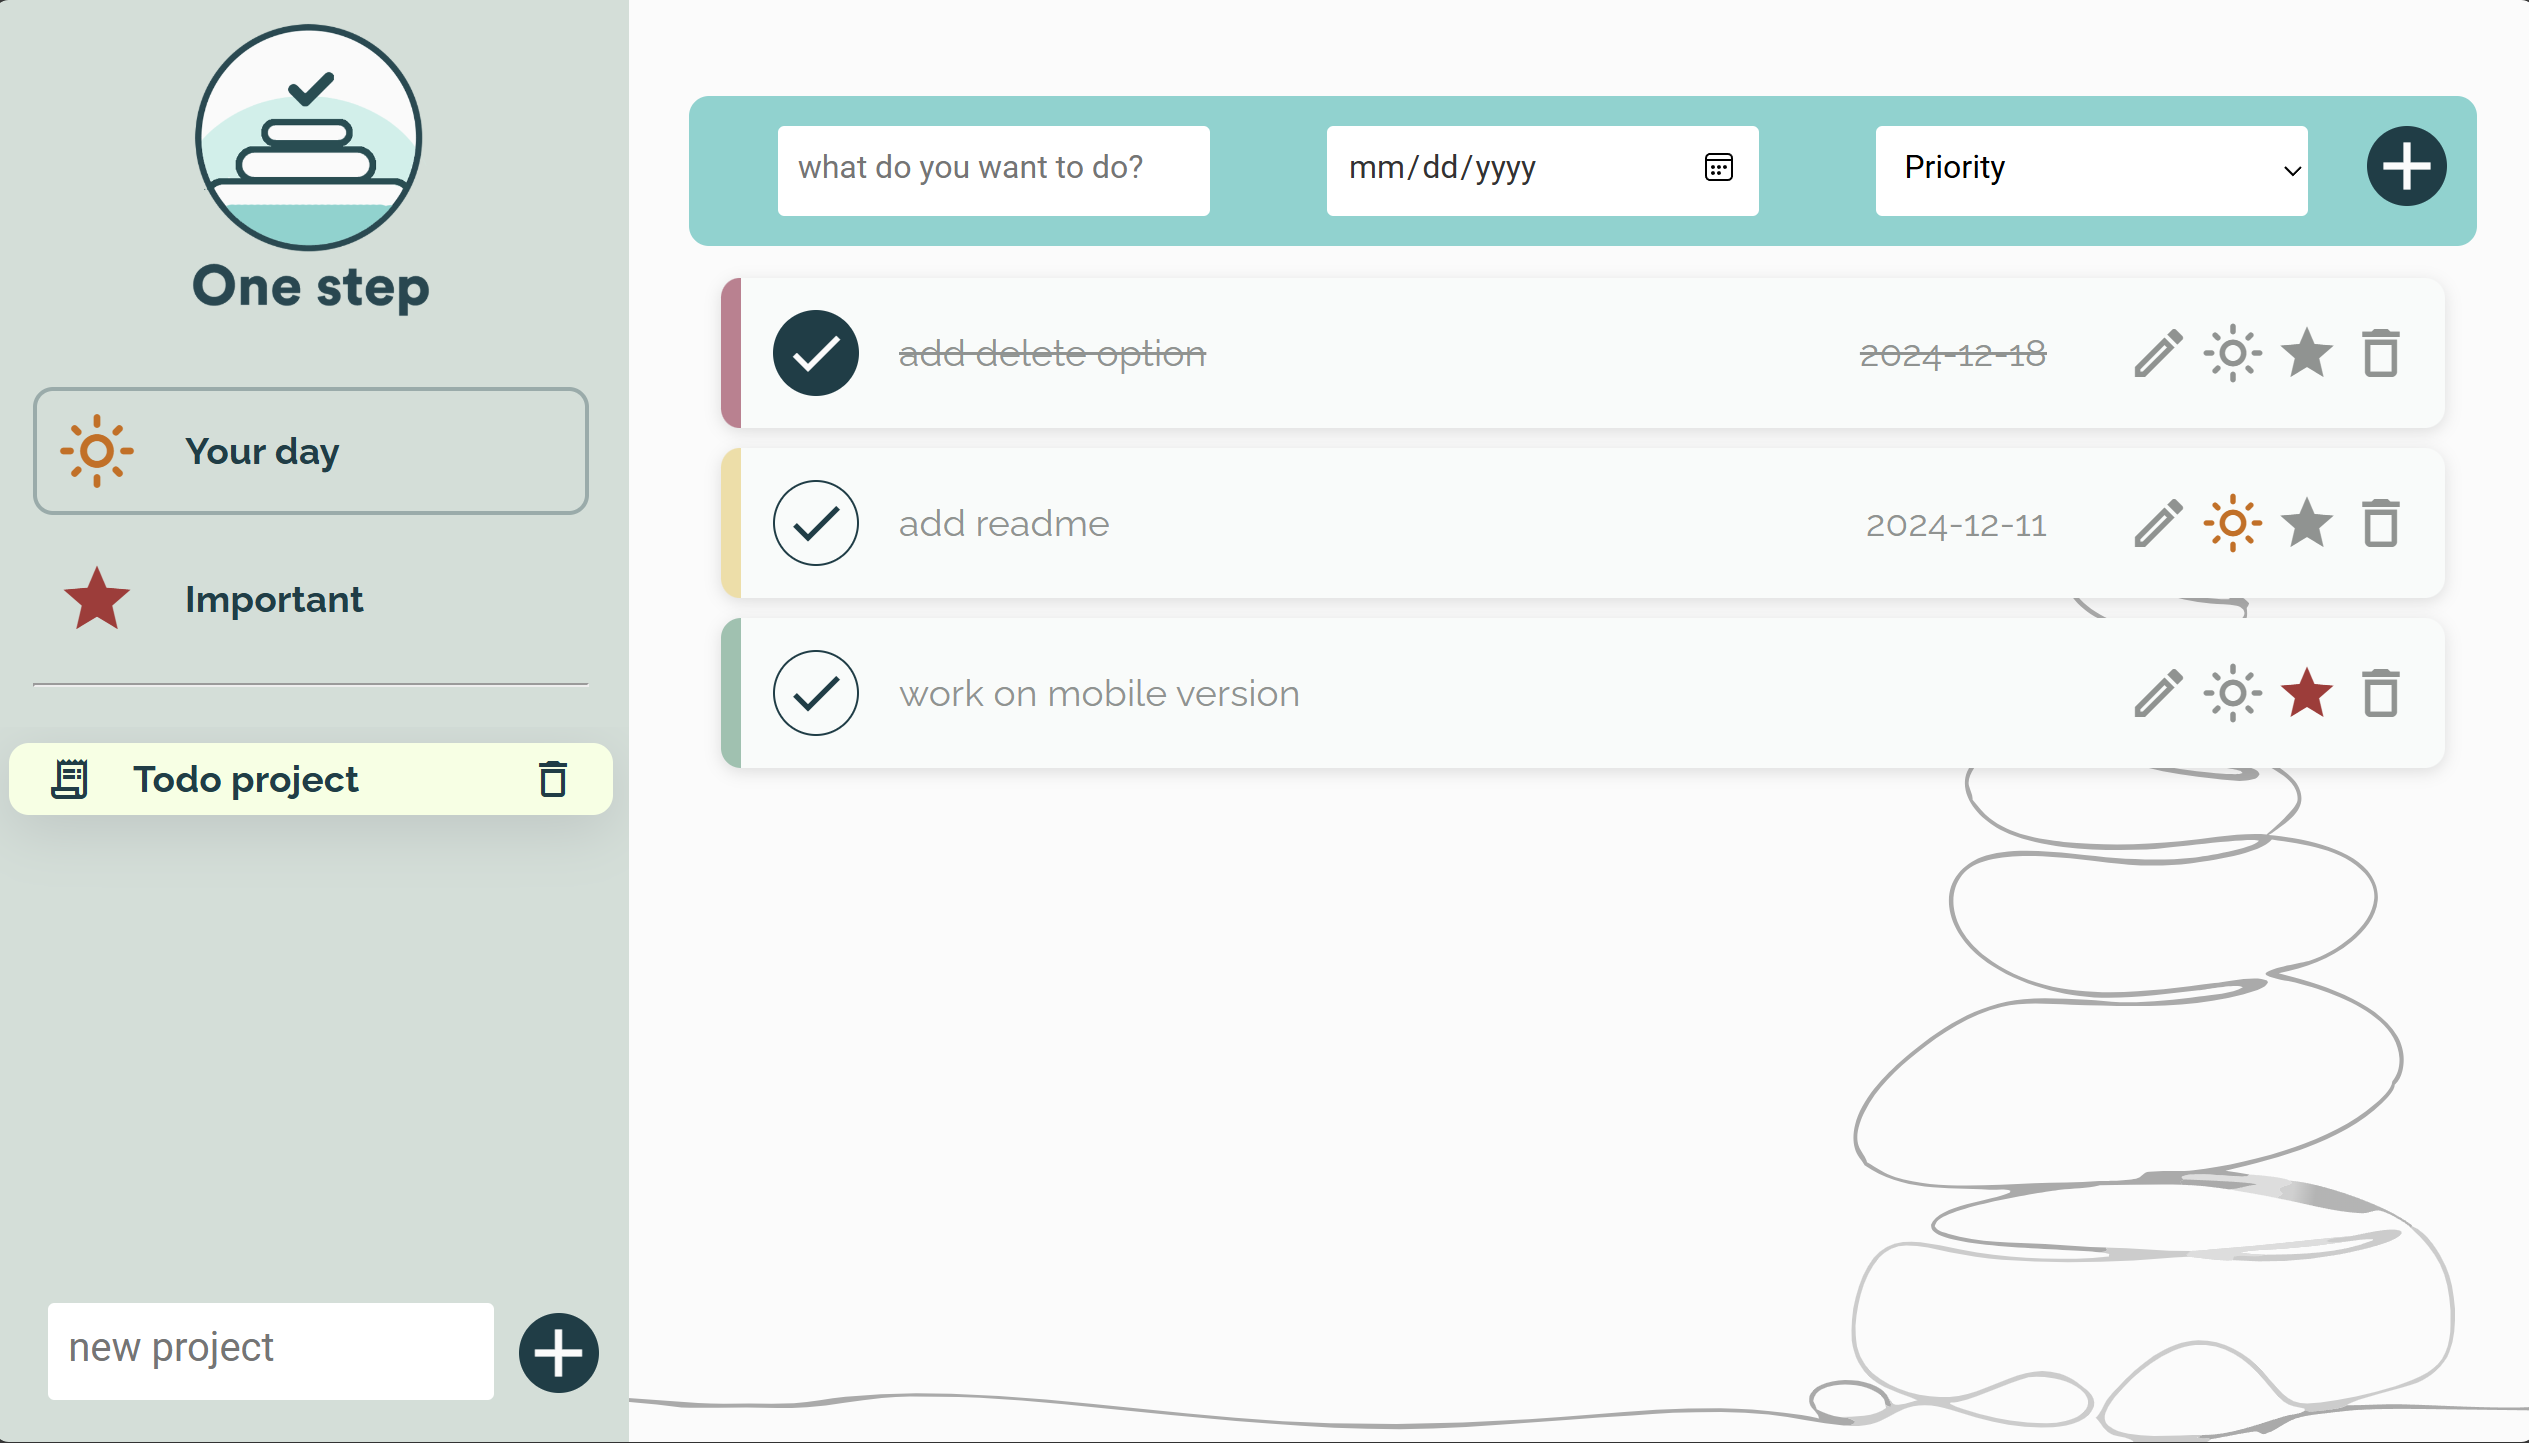 One step
Your day
Important
Todo project
new project
what do you want to do?
mm/dd/yyyy
Priority
add delete option
2024-12-18
add readme
2024-12-11
work on mobile version